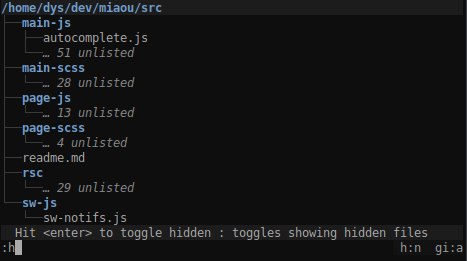 /home/dys/dev/miaou/src
main-js
autocomplete.js
… 51 unlisted
main-scss
… 28 unlisted
page-js
… 13 unlisted
page-scss
… 4 unlisted
readme.md
rsc
… 29 unlisted
sw-js
sw-notifs.js
Hit <enter> to toggle hidden : toggles showing hidden files
:h h:n gi:a